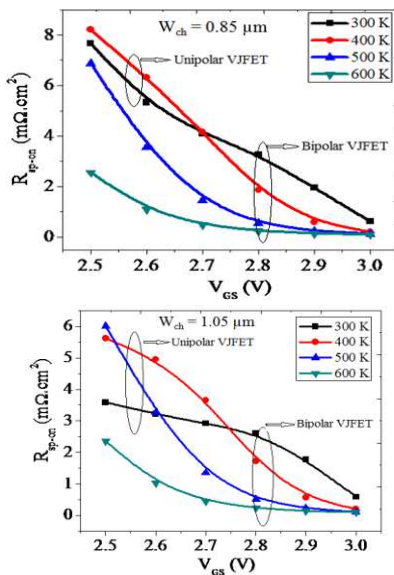 W_ch = 0.85 µm
300 K
400 K
500 K
600 K
Unipolar VJFET
Bipolar VJFET
R_sp-on (mΩ.cm²)
8
6
4
2
0
2.5 2.6 2.7 2.8 2.9 3.0
V_GS (V)
W_ch = 1.05 µm
300 K
400 K
500 K
600 K
Unipolar VJFET
Bipolar VJFET
R_sp-on (mΩ.cm²)
6
5
4
3
2
1
0
2.5 2.6 2.7 2.8 2.9 3.0
V_GS (V)